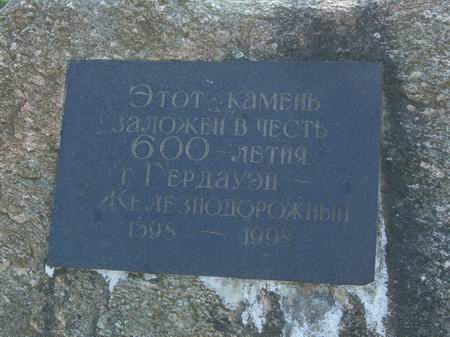 Этот камень
заложен в честь
600-летия
г. Гердауэн —
Железнодорожный
1398 — 1998